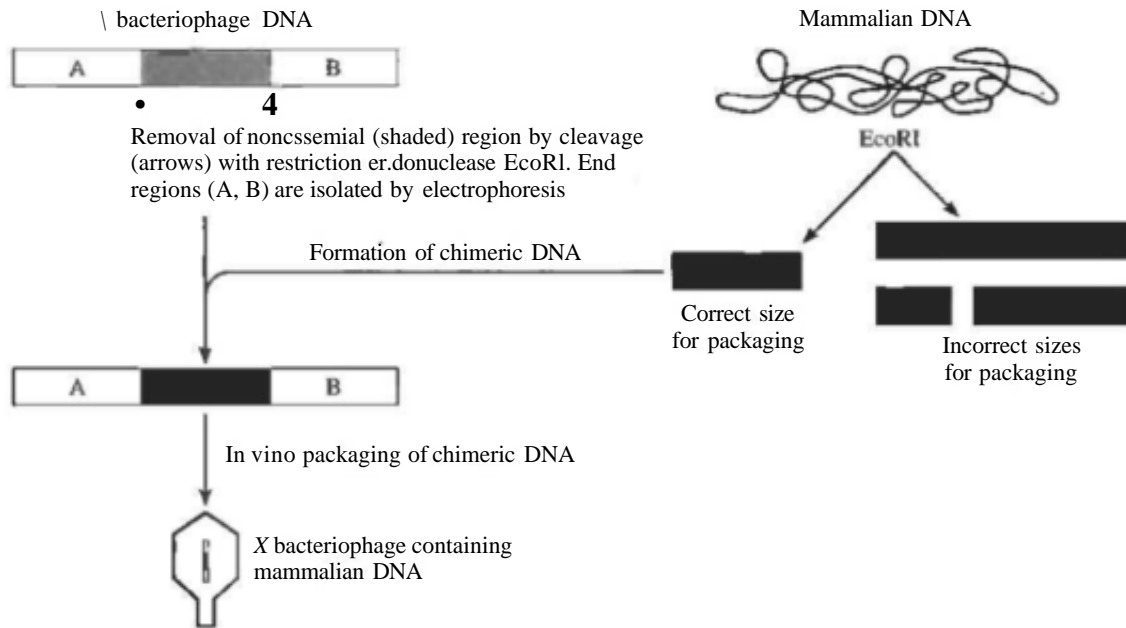 \ bacteriophage DNA
Mammalian DNA
A
B
• 4
Removal of noncssemial (shaded) region by cleavage
(arrows) with restriction er.donuclease EcoRl. End
regions (A, B) are isolated by electrophoresis
EcoRI
Formation of chimeric DNA
Correct size
for packaging
Incorrect sizes
for packaging
A
B
In vino packaging of chimeric DNA
X bacteriophage containing
mammalian DNA